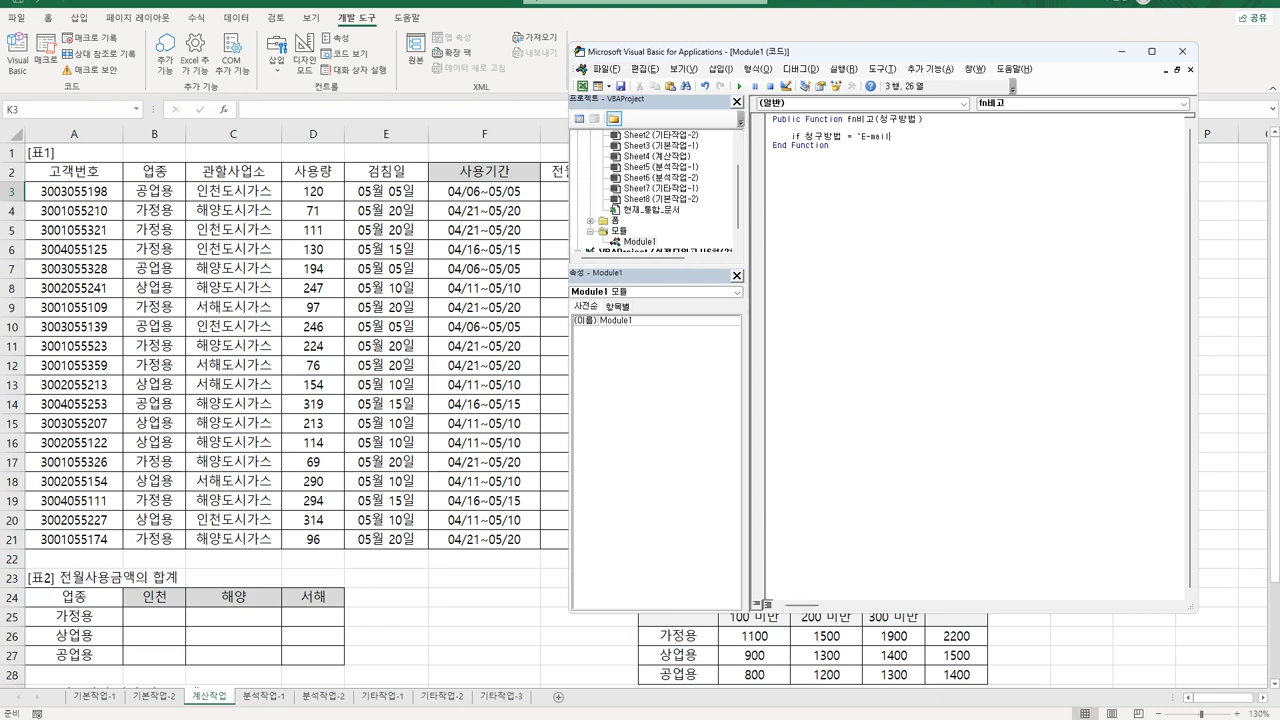 파일 홈 삽입 페이지 레이아웃 수식 데이터 검토 보기 개발 도구 도움말 공유
Visual Basic
매크로
매크로 기록
상대 참조로 기록
매크로 보안
코드
추가 기능
Excel 추가 기능
COM 추가 기능
추가 기능
삽입
디자인 모드
속성
코드 보기
대화 상자 실행
컨트롤
원본
맵 속성
확장 팩
데이터 새로 고침
가져오기
내보내기
XML
K3
fx
Microsoft Visual Basic for Applications - [Module1 (코드)]
파일(F) 편집(E) 보기(V) 삽입(I) 형식(O) 디버그(D) 실행(R) 도구(T) 추가 기능(A) 창(W) 도움말(H)
3 행, 26 열
프로젝트 - VBAProject
Sheet2 (기타작업-2)
Sheet3 (기본작업-1)
Sheet4 (계산작업)
Sheet5 (분석작업-1)
Sheet6 (분석작업-2)
Sheet7 (기타작업-1)
Sheet8 (기본작업-2)
현재_통합_문서
폼
모듈
Module1
속성 - Module1
Module1 모듈
사전순 항목별
(이름) Module1
(일반) fn비고
Public Function fn비고(청구방법)
if 청구방법 = "E-mail
End Function
A B C D E F P
1 [표1]
2 고객번호 업종 관할사업소 사용량 검침일 사용기간
3 3003055198 공업용 인천도시가스 120 05월 05일 04/06~05/05
4 3001055210 가정용 해양도시가스 71 05월 20일 04/21~05/20
5 3001055321 가정용 해양도시가스 111 05월 20일 04/21~05/20
6 3004055125 가정용 인천도시가스 130 05월 15일 04/16~05/15
7 3003055328 공업용 해양도시가스 194 05월 05일 04/06~05/05
8 3002055241 상업용 해양도시가스 247 05월 10일 04/11~05/10
9 3001055109 가정용 서해도시가스 97 05월 20일 04/21~05/20
10 3003055139 공업용 인천도시가스 246 05월 05일 04/06~05/05
11 3001055523 가정용 해양도시가스 224 05월 20일 04/21~05/20
12 3001055359 가정용 서해도시가스 76 05월 20일 04/21~05/20
13 3002055213 상업용 서해도시가스 154 05월 10일 04/11~05/10
14 3004055253 공업용 해양도시가스 319 05월 15일 04/16~05/15
15 3003055207 상업용 해양도시가스 213 05월 10일 04/11~05/10
16 3002055122 상업용 해양도시가스 114 05월 10일 04/11~05/10
17 3001055326 가정용 해양도시가스 69 05월 20일 04/21~05/20
18 3002055154 상업용 서해도시가스 290 05월 10일 04/11~05/10
19 3004055111 가정용 해양도시가스 294 05월 15일 04/16~05/15
20 3002055227 상업용 인천도시가스 314 05월 10일 04/11~05/10
21 3001055174 가정용 해양도시가스 96 05월 20일 04/21~05/20
22
23 [표2] 전월사용금액의 합계
24 업종 인천 해양 서해
25 가정용 100 미만 200 미만 300 미만
26 상업용 가정용 1100 1500 1900 2200
27 공업용 상업용 900 1300 1400 1500
28 공업용 800 1200 1300 1400
기본작업-1 기본작업-2 계산작업 분석작업-1 분석작업-2 기타작업-1 기타작업-2 기타작업-3
준비 130%